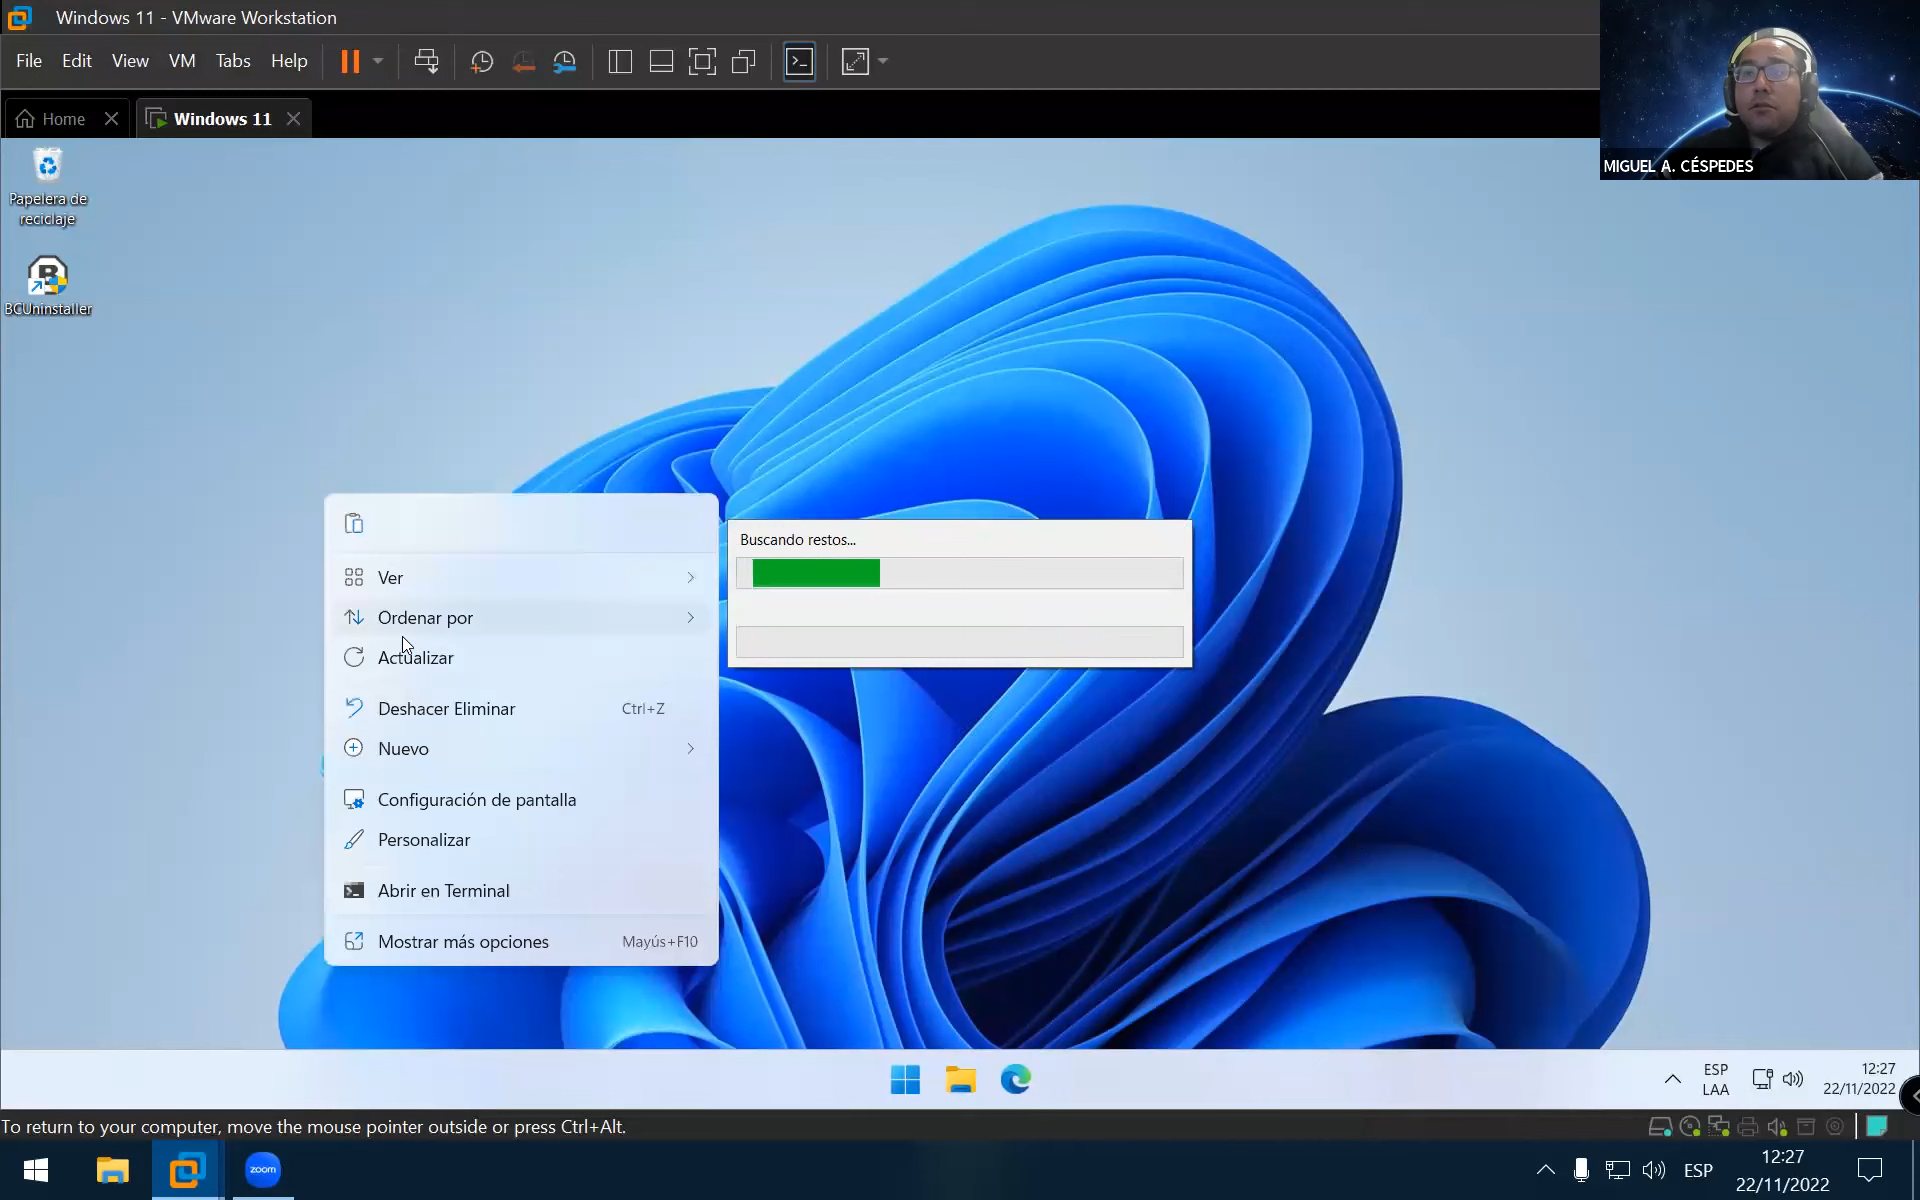 Windows 11 - VMware Workstation
File Edit View VM Tabs Help
Home
Windows 11
MIGUEL A. CÉSPEDES
Papelera de
reciclaje
BCUninstaller
Buscando restos...
Ver
Ordenar por
Actualizar
Deshacer Eliminar Ctrl+Z
Nuevo
Configuración de pantalla
Personalizar
Abrir en Terminal
Mostrar más opciones Mayús+F10
ESP
LAA
12:27
22/11/2022
To return to your computer, move the mouse pointer outside or press Ctrl+Alt.
zoom
ESP
12:27
22/11/2022